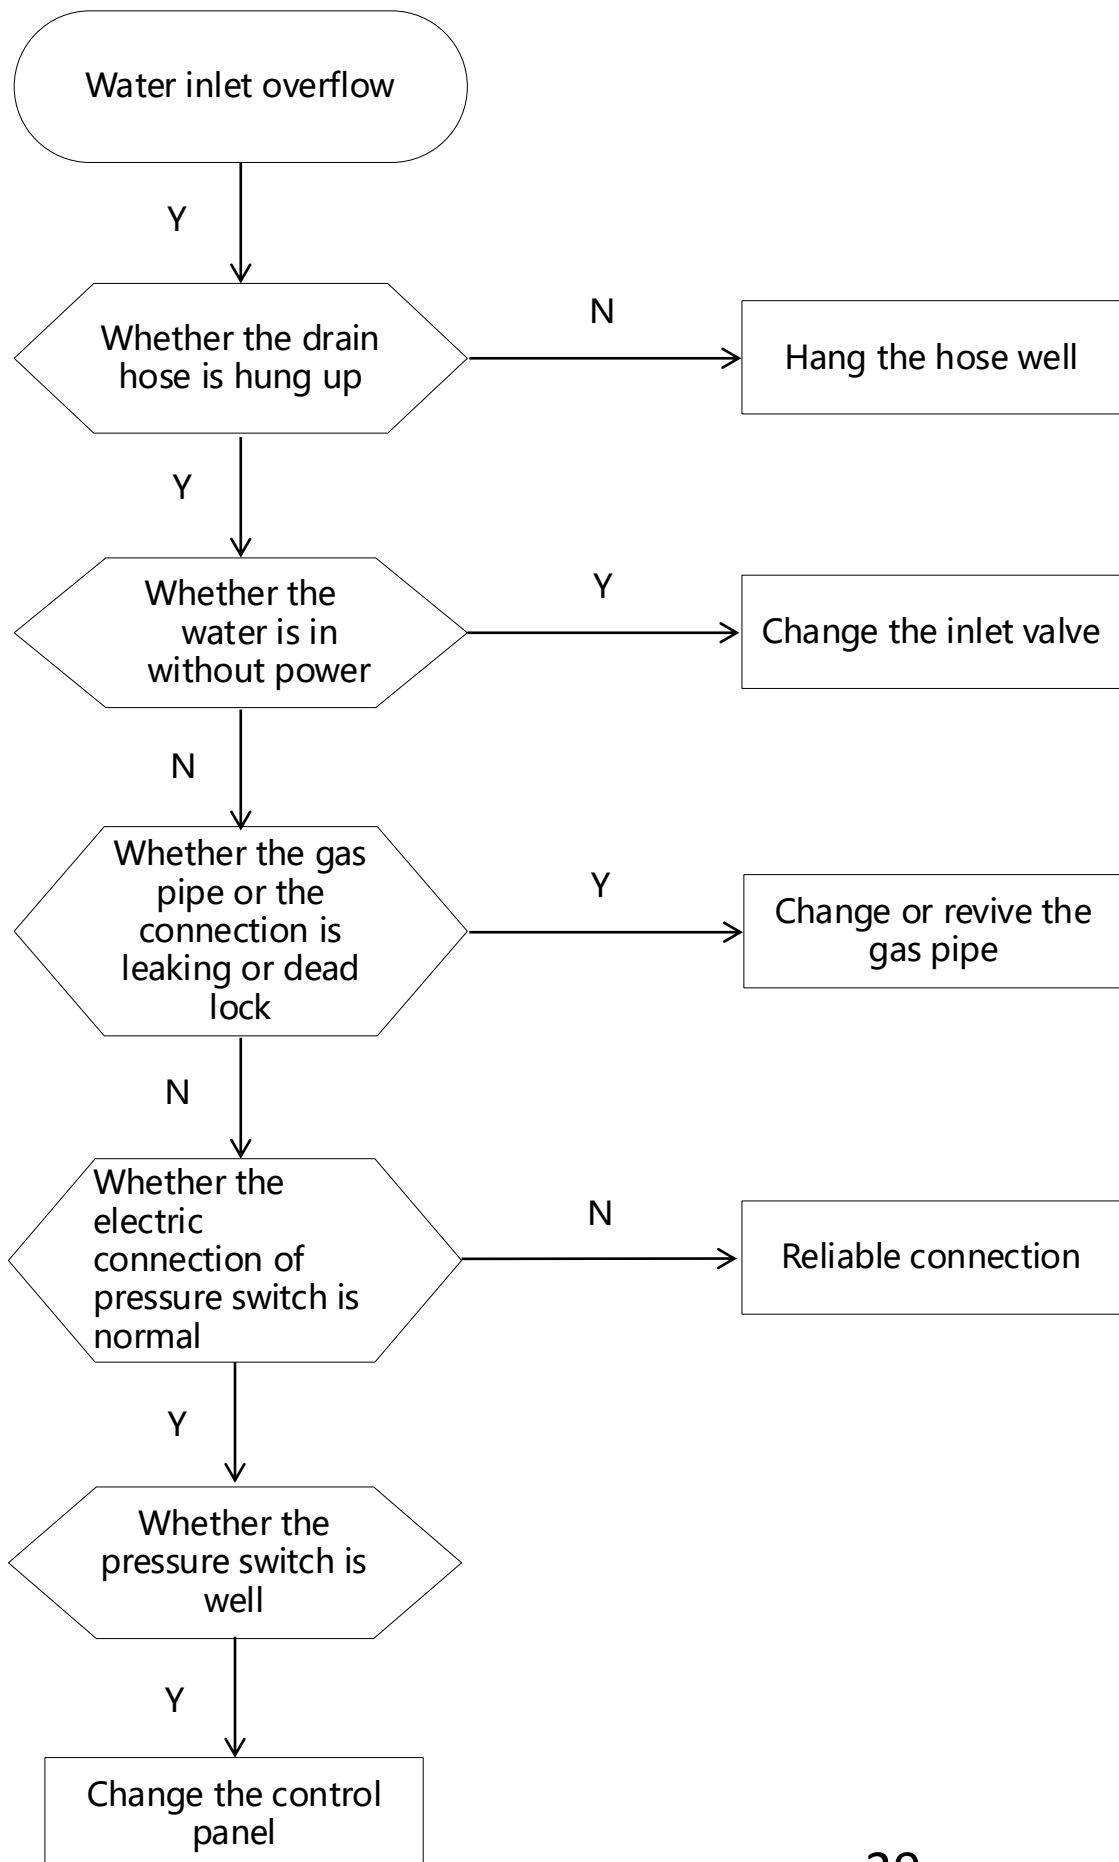 Water inlet overflow
Y
Whether the drain
hose is hung up
N
Hang the hose well
Y
Whether the
water is in
without power
Y
Change the inlet valve
N
Whether the gas
pipe or the
connection is
leaking or dead
lock
Y
Change or revive the
gas pipe
N
Whether the
electric
connection of
pressure switch is
normal
N
Reliable connection
Y
Whether the
pressure switch is
well
Y
Change the control
panel